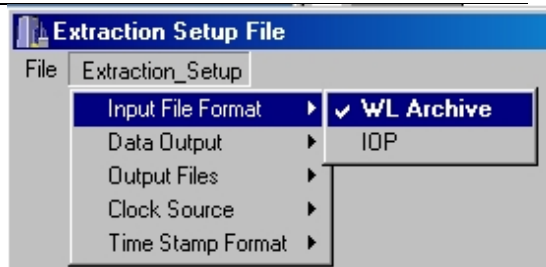 Extraction Setup File
File Extraction_Setup
Input File Format WL Archive
Data Output IOP
Output Files
Clock Source
Time Stamp Format